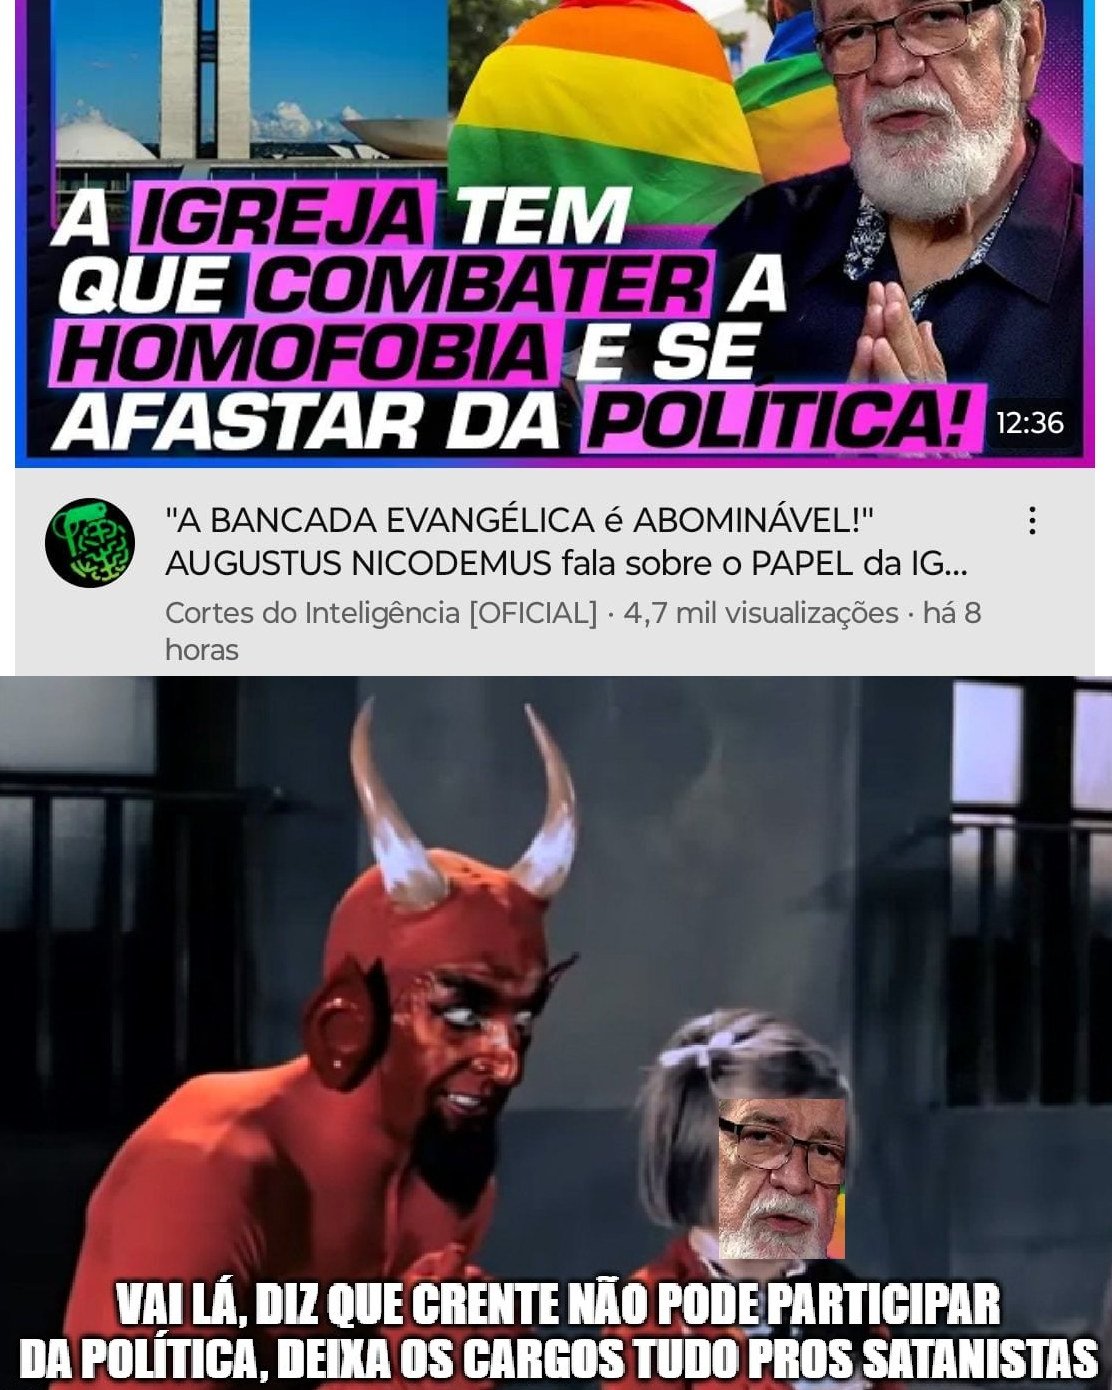 A IGREJA TEM
QUE COMBATER A
HOMOFOBIA E SE
AFASTAR DA POLÍTICA!
12:36
"A BANCADA EVANGÉLICA é ABOMINÁVEL!"
AUGUSTUS NICODEMUS fala sobre o PAPEL da IG...
Cortes do Inteligência [OFICIAL] · 4,7 mil visualizações · há 8
horas
VAI LÁ, DIZ QUE CRENTE NÃO PODE PARTICIPAR
DA POLÍTICA, DEIXA OS CARGOS TUDO PROS SATANISTAS